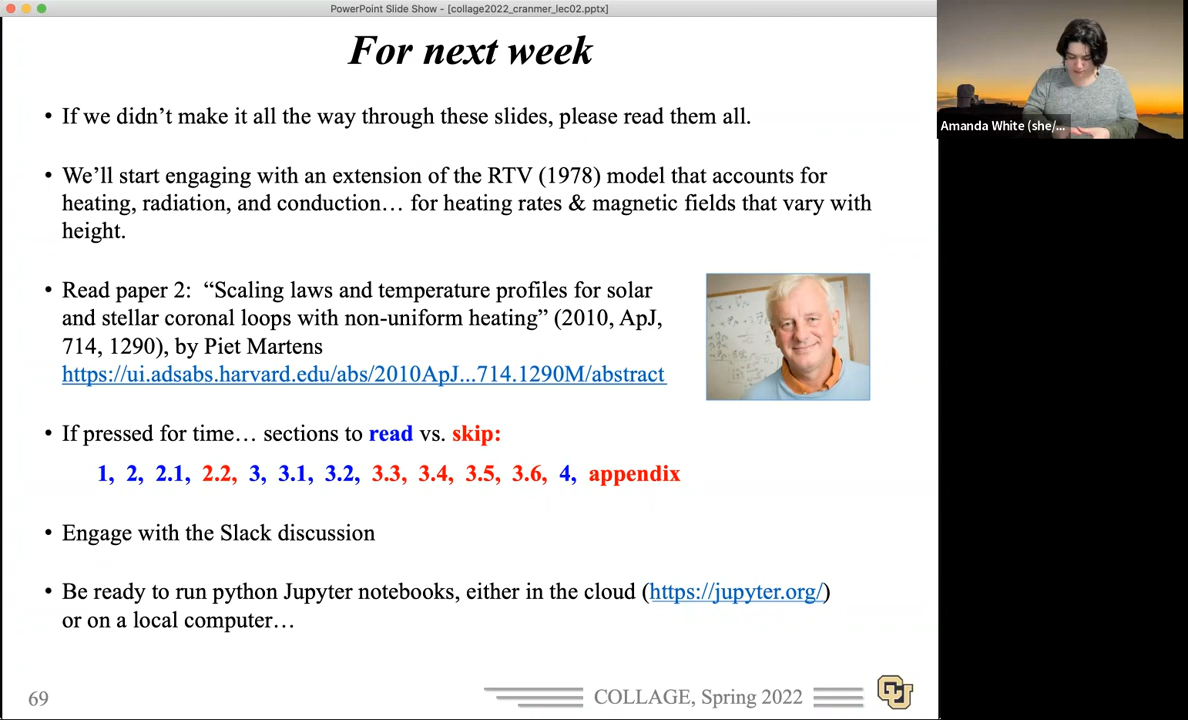 PowerPoint Slide Show - [collage2022_cranmer_lec02.pptx]
For next week
• If we didn't make it all the way through these slides, please read them all.
• We'll start engaging with an extension of the RTV (1978) model that accounts for
heating, radiation, and conduction… for heating rates & magnetic fields that vary with
height.
• Read paper 2: “Scaling laws and temperature profiles for solar
and stellar coronal loops with non-uniform heating” (2010, ApJ,
714, 1290), by Piet Martens
https://ui.adsabs.harvard.edu/abs/2010ApJ...714.1290M/abstract
• If pressed for time… sections to read vs. skip:
1, 2, 2.1, 2.2, 3, 3.1, 3.2, 3.3, 3.4, 3.5, 3.6, 4, appendix
• Engage with the Slack discussion
• Be ready to run python Jupyter notebooks, either in the cloud (https://jupyter.org/)
or on a local computer…
69
COLLAGE, Spring 2022
CU
Amanda White (she/...